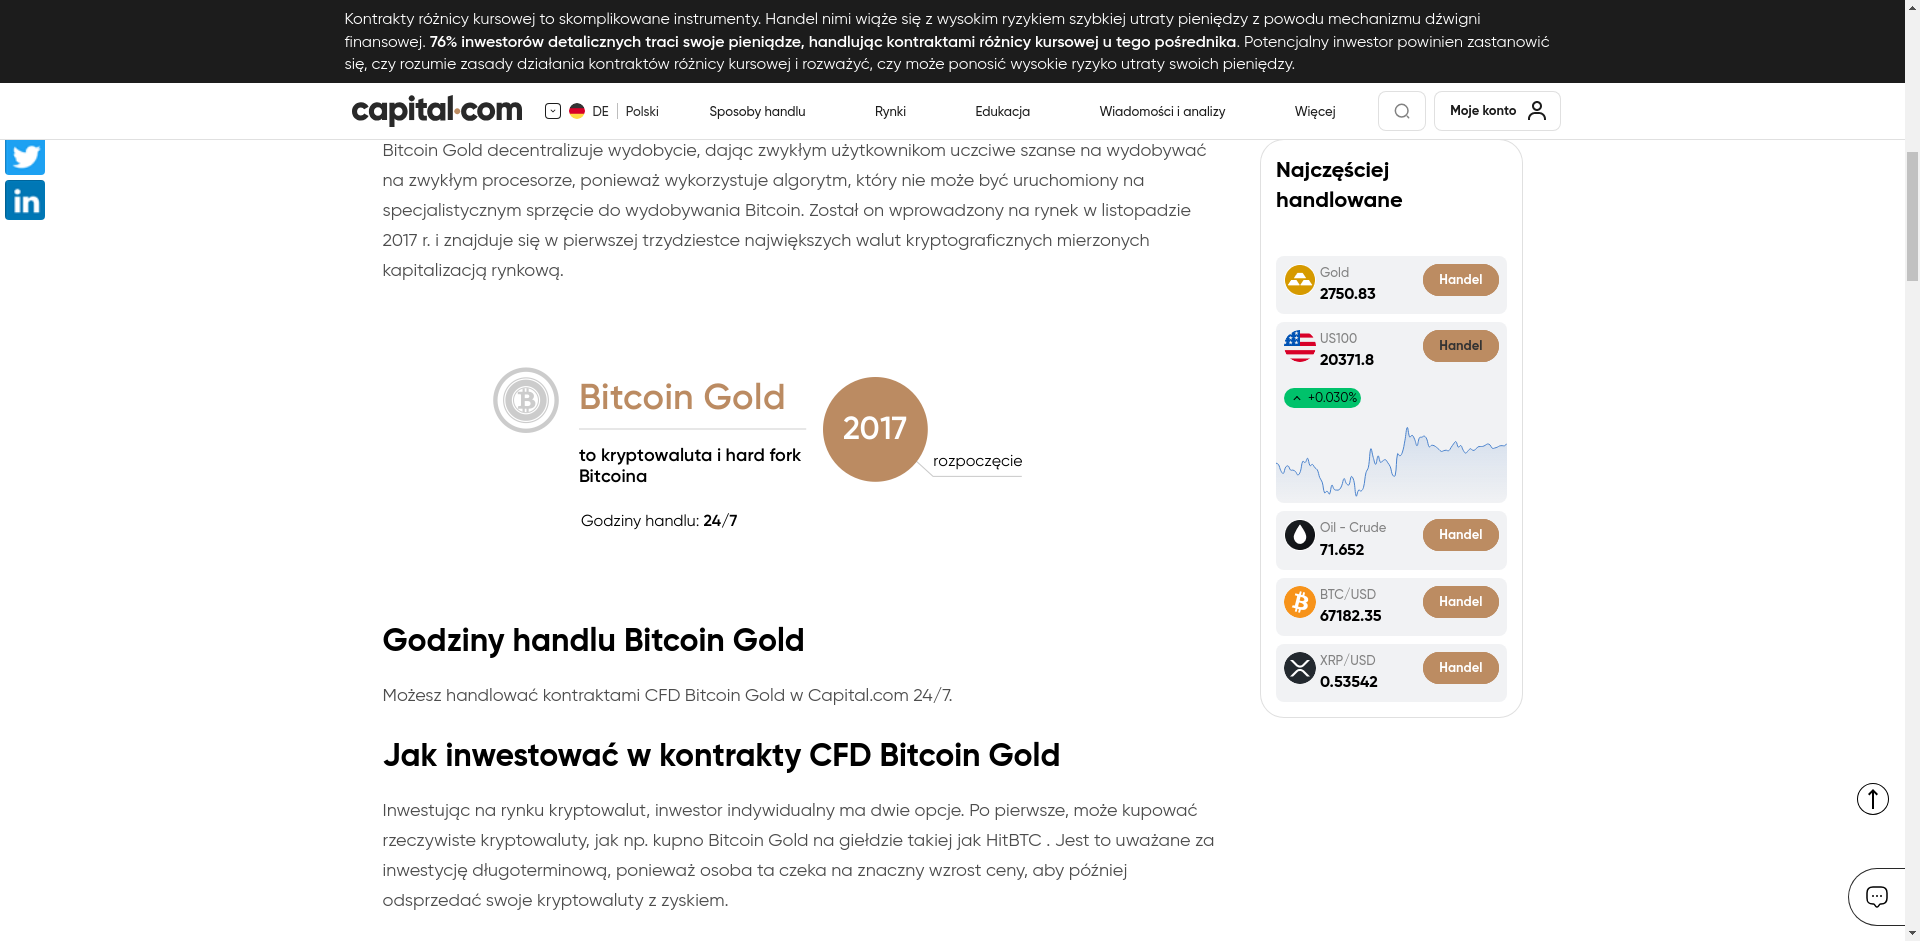 Kontrakty różnicy kursowej to skomplikowane instrumenty. Handel nimi wiąże się z wysokim ryzykiem szybkiej utraty pieniędzy z powodu mechanizmu dźwigni
finansowej. 76% inwestorów detalicznych traci swoje pieniądze, handlując kontraktami różnicy kursowej u tego pośrednika. Potencjalny inwestor powinien zastanowić
się, czy rozumie zasady działania kontraktów różnicy kursowej i rozważyć, czy może ponosić wysokie ryzyko utraty swoich pieniędzy.
capital.com
DE
Polski
Sposoby handlu
Rynki
Edukacja
Wiadomości i analizy
Więcej
Moje konto
in
Bitcoin Gold decentralizuje wydobycie, dając zwykłym użytkownikom uczciwe szanse na wydobywać
na zwykłym procesorze, ponieważ wykorzystuje algorytm, który nie może być uruchomiony na
specjalistycznym sprzęcie do wydobywania Bitcoin. Został on wprowadzony na rynek w listopadzie
2017 r. i znajduje się w pierwszej trzydziestce największych walut kryptograficznych mierzonych
kapitalizacją rynkową.
Bitcoin Gold
to kryptowaluta i hard fork
Bitcoina
Godziny handlu: 24/7
2017
rozpoczęcie
Godziny handlu Bitcoin Gold
Możesz handlować kontraktami CFD Bitcoin Gold w Capital.com 24/7.
Jak inwestować w kontrakty CFD Bitcoin Gold
Inwestując na rynku kryptowalut, inwestor indywidualny ma dwie opcje. Po pierwsze, może kupować
rzeczywiste kryptowaluty, jak np. kupno Bitcoin Gold na giełdzie takiej jak HitBTC . Jest to uważane za
inwestycję długoterminową, ponieważ osoba ta czeka na znaczny wzrost ceny, aby później
odsprzedać swoje kryptowaluty z zyskiem.
Najczęściej
handlowane
Gold
2750.83
Handel
US100
20371.8
Handel
+0.030%
Oil - Crude
71.652
Handel
BTC/USD
67182.35
Handel
XRP/USD
0.53542
Handel